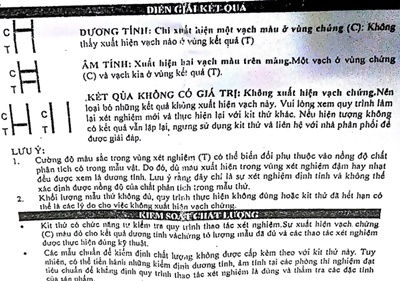 DIỄN GIẢI KẾT QUẢ
C
T
DƯƠNG TÍNH: Chỉ xuất hiện một vạch màu ở vùng chứng (C): Không
thấy xuất hiện vạch nào ở vùng kết quả (T)
C
T
ÂM TÍNH: Xuất hiện hai vạch màu trên màng.Một vạch ở vùng chứng
(C) và vạch kia ở vùng kết quả (T).
C
T
KẾT QUẢ KHÔNG CÓ GIÁ TRỊ: Không xuất hiện vạch chứng.Nên
loại bỏ những kết quả không xuất hiện vạch này. Vui lòng xem quy trình làm
lại xét nghiệm mới và thực hiện lại với kit thử khác. Nếu hiện tượng không
có kết quả vẫn lặp lại, ngưng sử dụng kit thử và liên hệ với nhà phân phối để
được giải đáp.
LƯU Ý:
1. Cường độ màu sắc trong vùng xét nghiệm (T) có thể biến đổi phụ thuộc vào nồng độ chất
phân tích có trong mẫu vật. Do đó, dù màu xuất hiện trong vùng xét nghiệm đậm hay nhạt
đều được xem là dương tính. Lưu ý rằng đây chỉ là sự xét nghiệm định tính và không thể
xác định được nồng độ của chất phân tích trong mẫu thử.
2. Khối lượng mẫu thử không đủ, quy trình thực hiện không đúng hoặc kit thử đã hết hạn có
thể là các lý do cho việc không xuất hiện vạch chứng.
KIỂM SOÁT CHẤT LƯỢNG
• Kit thử có chức năng tự kiểm tra quy trình thao tác xét nghiệm.Sự xuất hiện vạch chứng
(C) màu đỏ cho kết quả dương tính và chứng tỏ lượng mẫu đã đủ và các thao tác xét nghiệm
được thực hiện đúng kỹ thuật.
• Các mẫu chuẩn để kiểm định chất lượng không được cấp kèm theo với kit thử này. Tuy
nhiên, có thể tiến hành những kiểm định dương tính, âm tính tại các phòng thí nghiệm đạt
tiêu chuẩn để khẳng định quy trình thao tác xét nghiệm là đúng và thẩm tra các đặc tính
của sản phẩm.